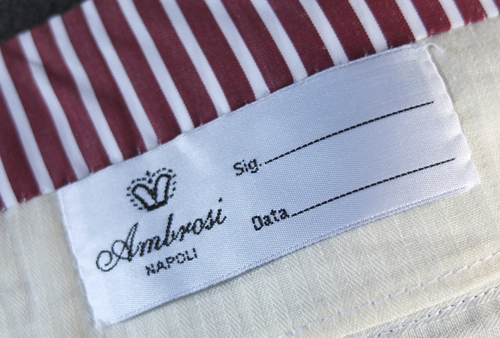 Ambrosi
NAPOLI
Sig.
Data